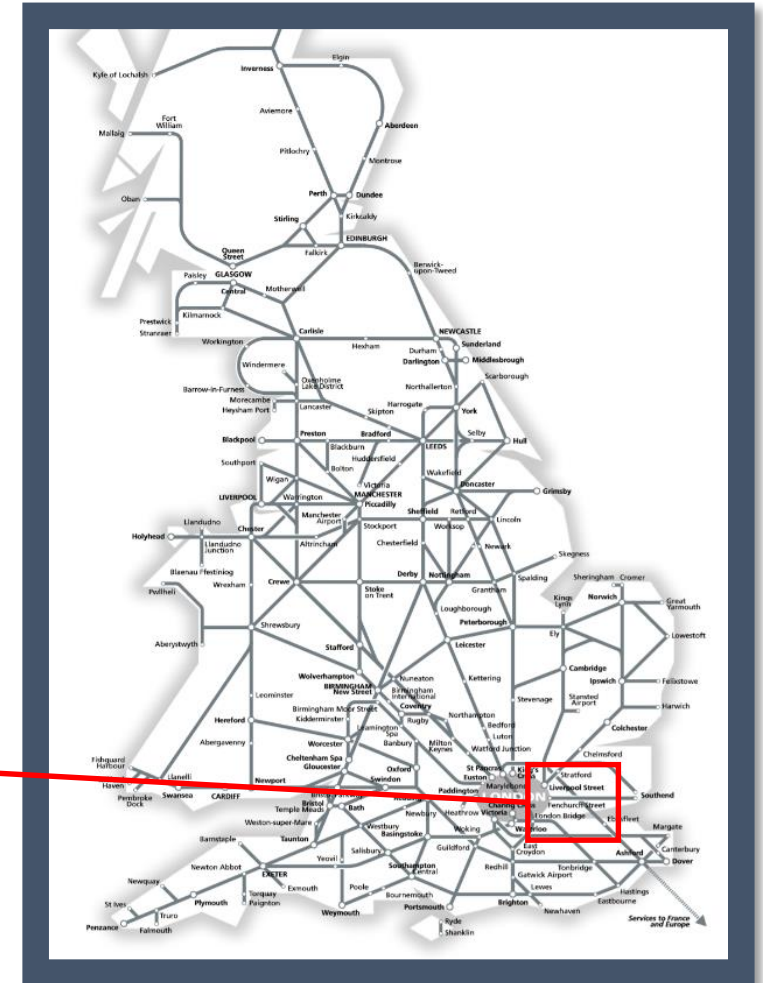 Kyle of Lochalsh
Inverness
Elgin
Aviemore
Aberdeen
Fort
William
Mallaig
Pitlochry
Montrose
Perth
Dundee
Oban
Stirling
Kirkcaldy
EDINBURGH
Queen
Street
Falkirk
Berwick-
upon-Tweed
Paisley
GLASGOW
Central
Motherwell
Prestwick
Kilmarnock
Stranraer
Carlisle
NEWCASTLE
Workington
Hexham
Durham
Sunderland
Darlington
Middlesbrough
Windermere
Scarborough
Oxenholme
Lake District
Northallerton
Barrow-in-Furness
Morecambe
Lancaster
Harrogate
York
Heysham Port
Skipton
Preston
Bradford
Selby
Blackpool
Blackburn
LEEDS
Hull
Huddersfield
Southport
Bolton
Wakefield
Wigan
Victoria
Doncaster
MANCHESTER
Grimsby
LIVERPOOL
Warrington
Piccadilly
Manchester
Airport
Sheffield
Retford
Llandudno
Stockport
Worksop
Lincoln
Holyhead
Chester
Llandudno
Junction
Altrincham
Chesterfield
Newark
Skegness
Blaenau Ffestiniog
Crewe
Derby
Nottingham
Spalding
Sheringham
Cromer
Pwllheli
Wrexham
Stoke
on Trent
Grantham
Kings
Lynn
Norwich
Great
Yarmouth
Loughborough
Shrewsbury
Peterborough
Ely
Aberystwyth
Stafford
Leicester
Lowestoft
Wolverhampton
Nuneaton
Cambridge
BIRMINGHAM
New Street
Birmingham
International
Kettering
Ipswich
Felixstowe
Leominster
Birmingham Moor Street
Coventry
Stevenage
Stansted
Airport
Harwich
Kidderminster
Rugby
Northampton
Hereford
Leamington
Spa
Bedford
Colchester
Worcester
Banbury
Milton
Keynes
Luton
Abergavenny
Watford Junction
Chelmsford
Cheltenham Spa
Oxford
St Pancras
King's
Cross
Fishguard
Harbour
Gloucester
Euston
Stratford
Llanelli
Swindon
Marylebone
Liverpool Street
Haven
Newport
Paddington
Southend
Pembroke
Dock
Swansea
CARDIFF
Fenchurch Street
Bristol
Temple Meads
Bath
Newbury
Heathrow
Victoria
London Bridge
Weston-super-Mare
Waterloo
Margate
Barnstaple
Taunton
Westbury
Basingstoke
Woking
East
Croydon
Canterbury
Salisbury
Guildford
Ashford
Dover
Newton Abbot
Yeovil
Southampton
Central
Redhill
Tonbridge
EXETER
Gatwick Airport
Newquay
Exmouth
Poole
Lewes
Hastings
St Ives
Torquay
Bournemouth
Eastbourne
Plymouth
Paignton
Portsmouth
Brighton
Newhaven
Truro
Weymouth
Ryde
Services to France
and Europe
Penzance
Falmouth
Shanklin